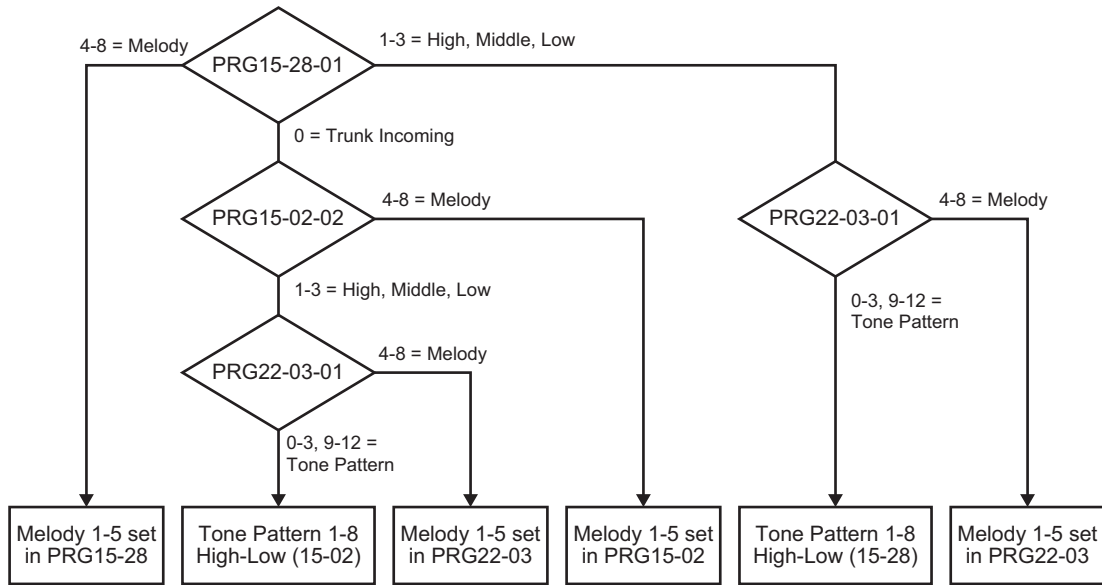 4-8 = Melody
1-3 = High, Middle, Low
PRG15-28-01
0 = Trunk Incoming
PRG15-02-02
4-8 = Melody
PRG22-03-01
4-8 = Melody
1-3 = High, Middle, Low
0-3, 9-12 =
Tone Pattern
PRG22-03-01
4-8 = Melody
0-3, 9-12 =
Tone Pattern
Melody 1-5 set
in PRG15-28
Tone Pattern 1-8
High-Low (15-02)
Melody 1-5 set
in PRG22-03
Melody 1-5 set
in PRG15-02
Tone Pattern 1-8
High-Low (15-28)
Melody 1-5 set
in PRG22-03